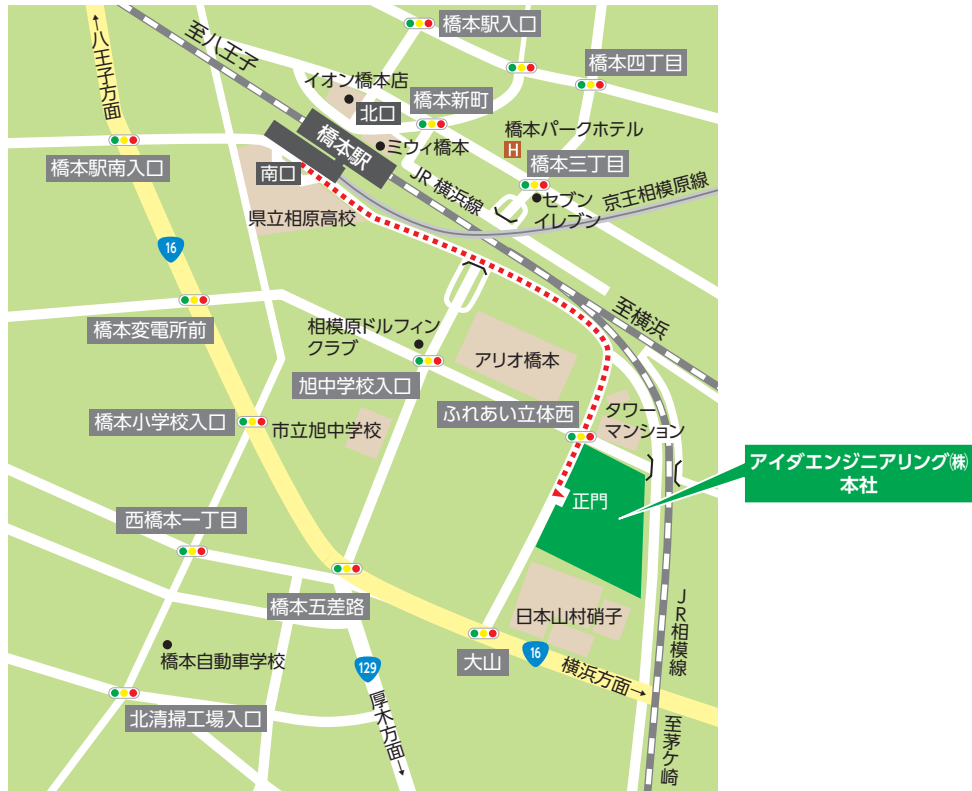 橋本駅入口
至八王子
←八王子方面
橋本四丁目
イオン橋本店
北口
橋本新町
橋本駅
ミウィ橋本
橋本パークホテル
H
橋本三丁目
橋本駅南入口
南口
JR 横浜線
セブン
イレブン
京王相模原線
県立相原高校
16
至横浜
橋本変電所前
相模原ドルフィン
クラブ
アリオ橋本
旭中学校入口
ふれあい立体西
タワー
マンション
橋本小学校入口
市立旭中学校
アイダエンジニアリング㈱
本社
正門
西橋本一丁目
橋本五差路
日本山村硝子
JR相模線
橋本自動車学校
129
大山
16
横浜方面→
北清掃工場入口
厚木方面→
至茅ケ崎